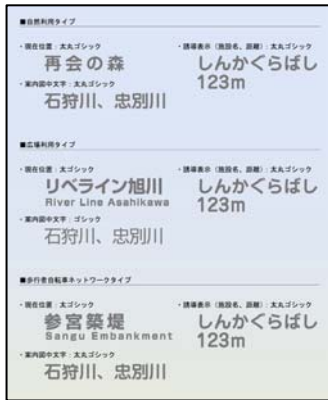 ■自然利用タイプ
・現在位置：太丸ゴシック
再会の森
・誘導表示（施設名、距離）：太丸ゴシック
しんかぐらばし
123m
・案内図中文字：太丸ゴシック
石狩川、忠別川
■広場利用タイプ
・現在位置：太ゴシック
リベライン旭川
River Line Asahikawa
・誘導表示（施設名、距離）：太丸ゴシック
しんかぐらばし
123m
・案内図中文字：ゴシック
石狩川、忠別川
■歩行者自転車ネットワークタイプ
・現在位置：太ゴシック
参宮築堤
Sangu Embankment
・誘導表示（施設名、距離）：太丸ゴシック
しんかぐらばし
123m
・案内図中文字：太丸ゴシック
石狩川、忠別川